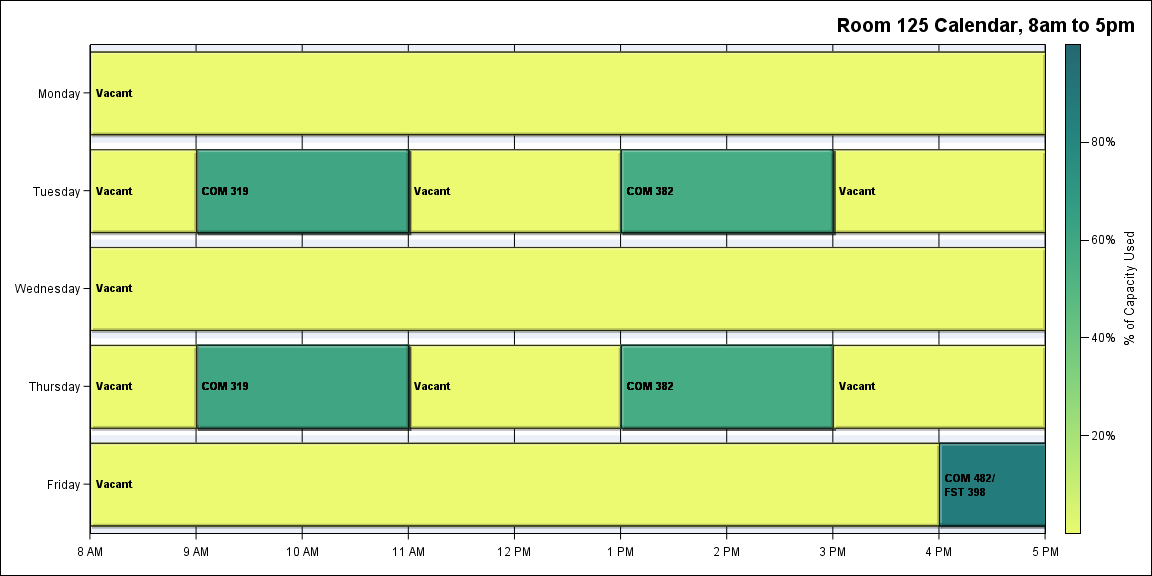 Room 125 Calendar, 8am to 5pm
Monday
Vacant
Tuesday
Vacant
COM 319
Vacant
COM 382
Vacant
Wednesday
Vacant
Thursday
Vacant
COM 319
Vacant
COM 382
Vacant
Friday
Vacant
COM 482/
FST 398
8 AM
9 AM
10 AM
11 AM
12 PM
1 PM
2 PM
3 PM
4 PM
5 PM
80%
60%
40%
20%
% of Capacity Used